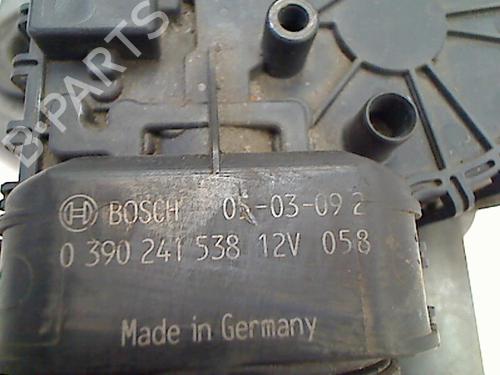 B-PARTS
BOSCH 05-03-09 2
0 390 241 538 12V 058
Made in Germany